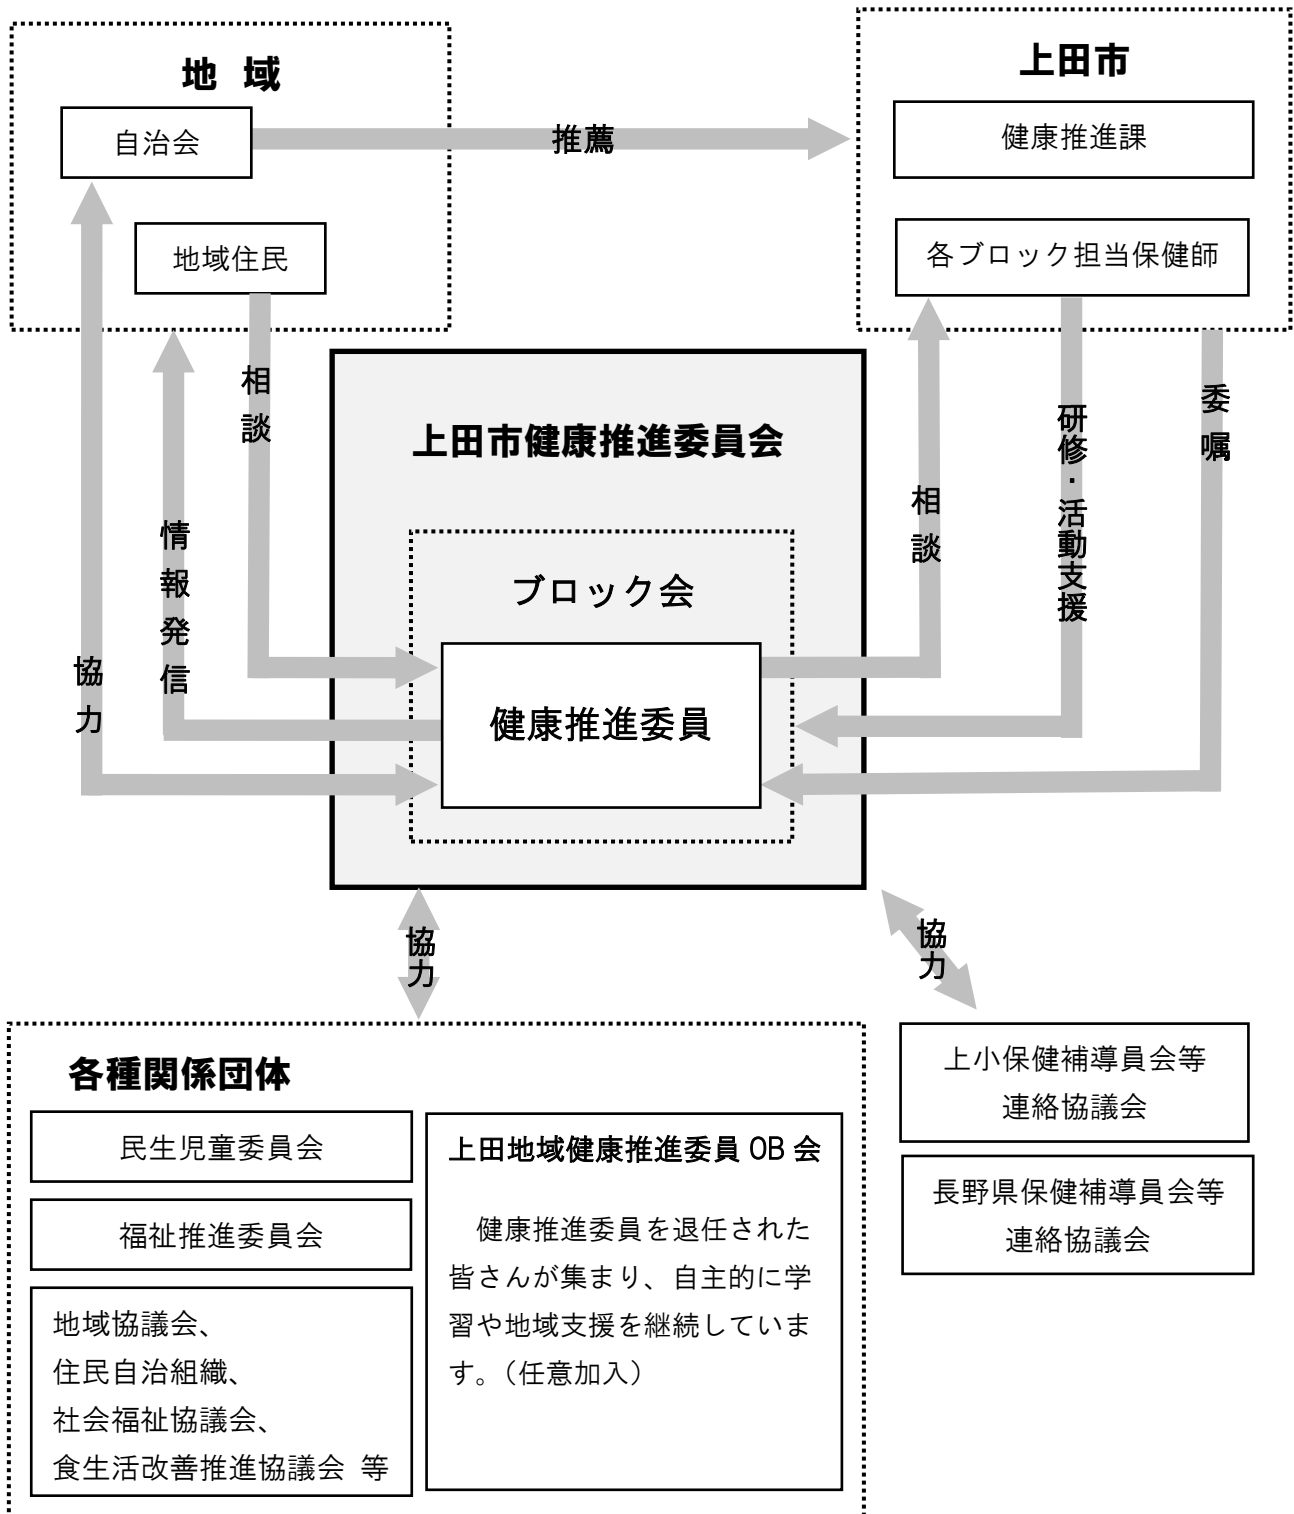 地 域
自治会
地域住民
推薦
上田市
健康推進課
各ブロック担当保健師
相談
情報発信
協力
上田市健康推進委員会
ブロック会
健康推進委員
相談
研修・活動支援
委嘱
協力
協力
各種関係団体
民生児童委員会
福祉推進委員会
地域協議会、
住民自治組織、
社会福祉協議会、
食生活改善推進協議会 等
上田地域健康推進委員 OB 会
健康推進委員を退任された
皆さんが集まり、自主的に学
習や地域支援を継続していま
す。（任意加入）
上小保健補導員会等
連絡協議会
長野県保健補導員会等
連絡協議会